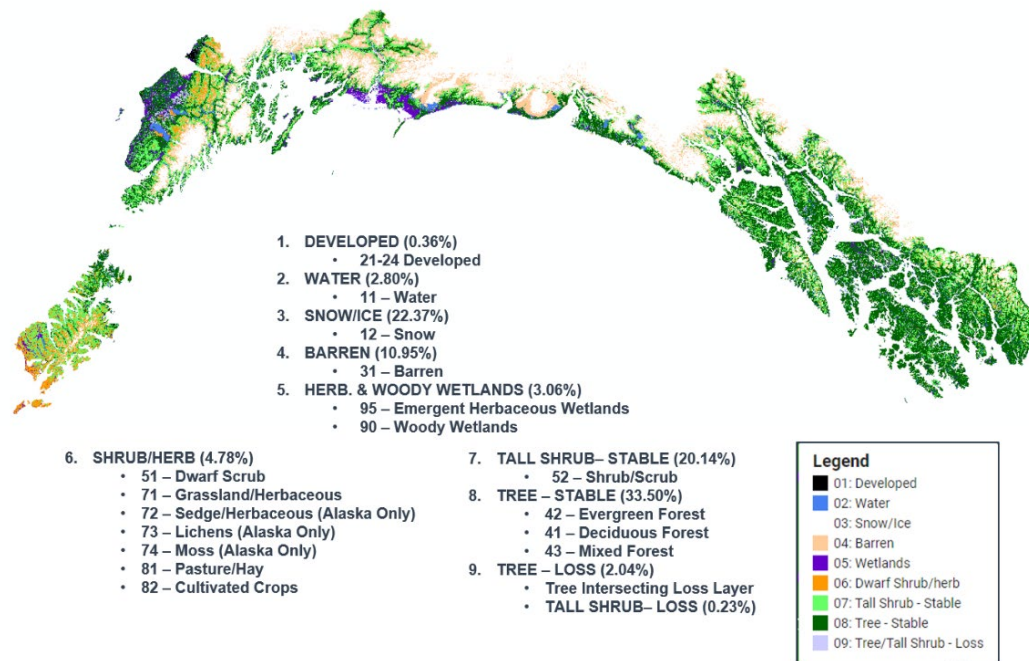 1. DEVELOPED (0.36%)
• 21-24 Developed
2. WATER (2.80%)
• 11 – Water
3. SNOW/ICE (22.37%)
• 12 – Snow
4. BARREN (10.95%)
• 31 – Barren
5. HERB. & WOODY WETLANDS (3.06%)
• 95 – Emergent Herbaceous Wetlands
• 90 – Woody Wetlands
6. SHRUB/HERB (4.78%)
• 51 – Dwarf Scrub
• 71 – Grassland/Herbaceous
• 72 – Sedge/Herbaceous (Alaska Only)
• 73 – Lichens (Alaska Only)
• 74 – Moss (Alaska Only)
• 81 – Pasture/Hay
• 82 – Cultivated Crops
7. TALL SHRUB– STABLE (20.14%)
• 52 – Shrub/Scrub
8. TREE – STABLE (33.50%)
• 42 – Evergreen Forest
• 41 – Deciduous Forest
• 43 – Mixed Forest
9. TREE – LOSS (2.04%)
• Tree Intersecting Loss Layer
• TALL SHRUB– LOSS (0.23%)
Legend
01: Developed
02: Water
03: Snow/Ice
04: Barren
05: Wetlands
06: Dwarf Shrub/herb
07: Tall Shrub - Stable
08: Tree - Stable
09: Tree/Tall Shrub - Loss